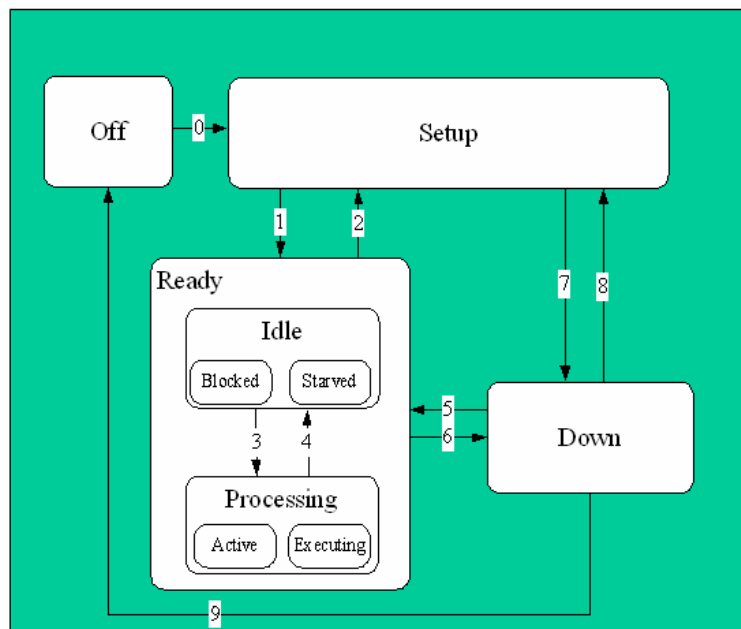 Off
0
Setup
1
2
7
8
Ready
Idle
Blocked
Starved
3
4
5
6
Down
Processing
Active
Executing
9